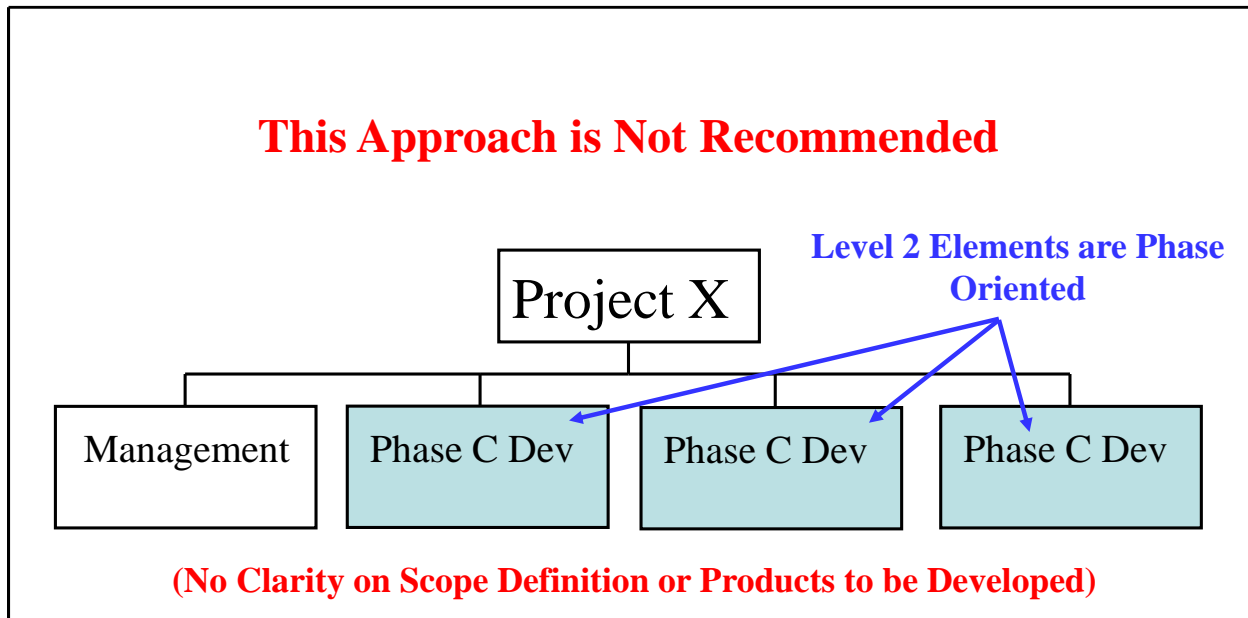 This Approach is Not Recommended
Level 2 Elements are Phase
Oriented
Project X
Management
Phase C Dev
Phase C Dev
Phase C Dev
(No Clarity on Scope Definition or Products to be Developed)